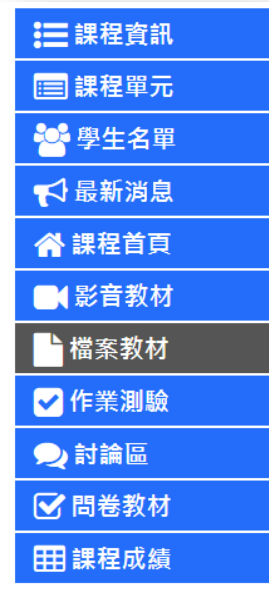 課程資訊
課程單元
學生名單
最新消息
課程首頁
影音教材
檔案教材
作業測驗
討論區
問卷教材
課程成績